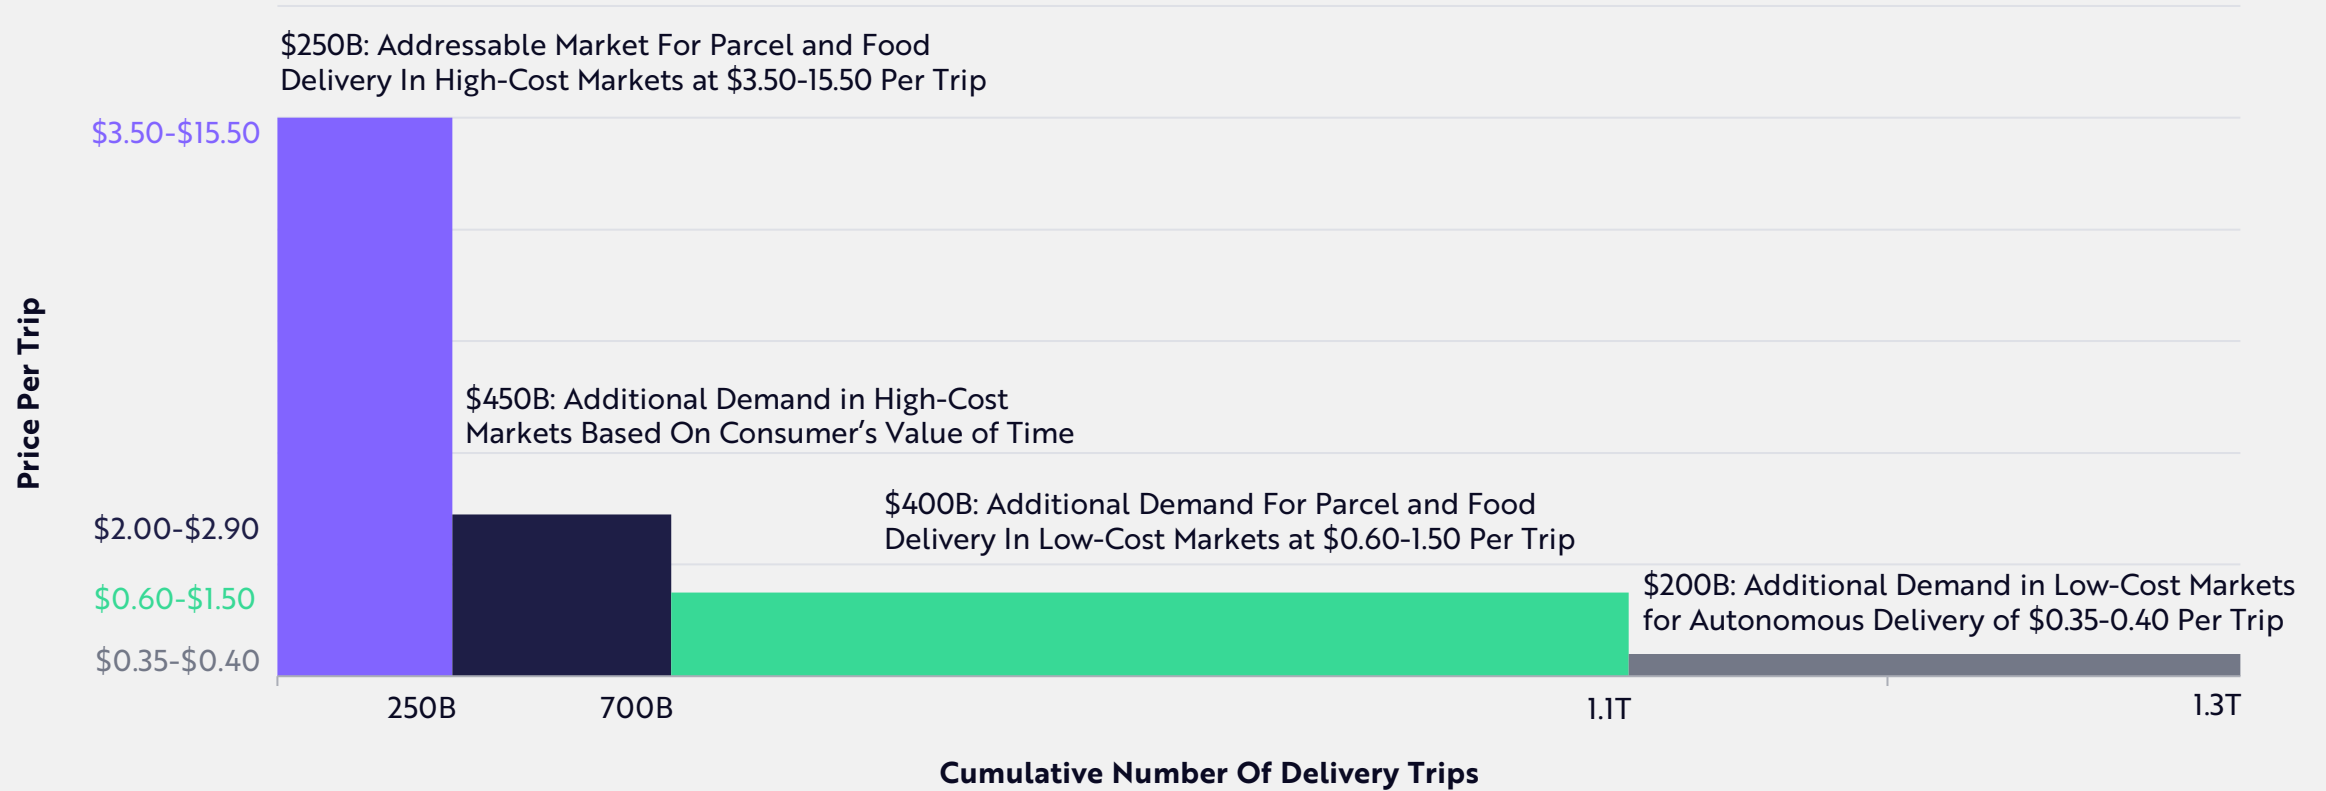 $250B: Addressable Market For Parcel and Food
Delivery In High-Cost Markets at $3.50-15.50 Per Trip
$3.50-$15.50
Price Per Trip
$450B: Additional Demand in High-Cost
Markets Based On Consumer’s Value of Time
$400B: Additional Demand For Parcel and Food
Delivery In Low-Cost Markets at $0.60-1.50 Per Trip
$2.00-$2.90
$0.60-$1.50
$200B: Additional Demand in Low-Cost Markets
for Autonomous Delivery of $0.35-0.40 Per Trip
$0.35-$0.40
250B
700B
1.1T
1.3T
Cumulative Number Of Delivery Trips